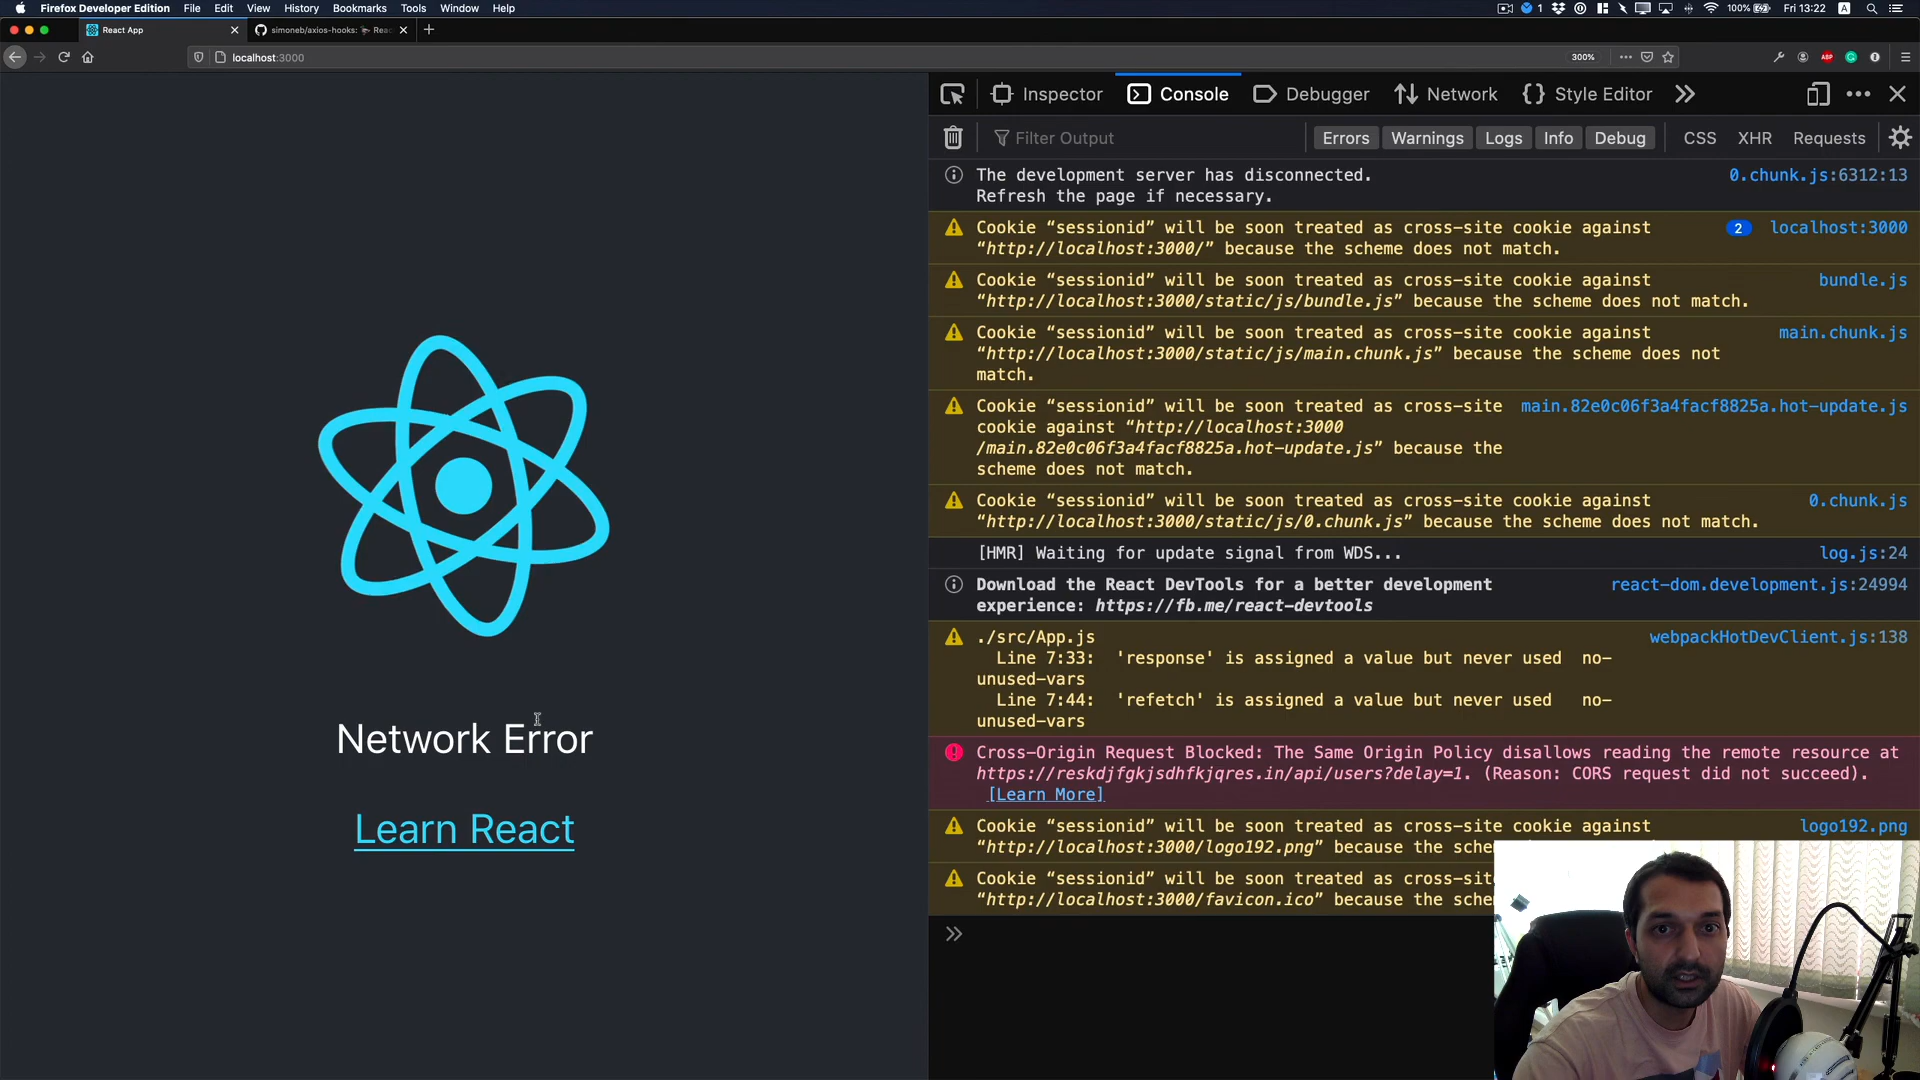 Firefox Developer Edition File Edit View History Bookmarks Tools Window Help
1 100% Fri 13:22 A
React App
simoneb/axios-hooks: Rea
localhost:3000
300%
ABP
Inspector Console Debugger Network Style Editor
Filter Output
Errors Warnings Logs Info Debug CSS XHR Requests
The development server has disconnected. 0.chunk.js:6312:13
Refresh the page if necessary.
Cookie “sessionid” will be soon treated as cross-site cookie against 2 localhost:3000
“http://localhost:3000/” because the scheme does not match.
Cookie “sessionid” will be soon treated as cross-site cookie against bundle.js
“http://localhost:3000/static/js/bundle.js” because the scheme does not match.
Cookie “sessionid” will be soon treated as cross-site cookie against main.chunk.js
“http://localhost:3000/static/js/main.chunk.js” because the scheme does not
match.
Cookie “sessionid” will be soon treated as cross-site main.82e0c06f3a4facf8825a.hot-update.js
cookie against “http://localhost:3000
/main.82e0c06f3a4facf8825a.hot-update.js” because the
scheme does not match.
Cookie “sessionid” will be soon treated as cross-site cookie against 0.chunk.js
“http://localhost:3000/static/js/0.chunk.js” because the scheme does not match.
[HMR] Waiting for update signal from WDS... log.js:24
Download the React DevTools for a better development react-dom.development.js:24994
experience: https://fb.me/react-devtools
./src/App.js webpackHotDevClient.js:138
Line 7:33: 'response' is assigned a value but never used no-
unused-vars
Line 7:44: 'refetch' is assigned a value but never used no-
unused-vars
Cross-Origin Request Blocked: The Same Origin Policy disallows reading the remote resource at
https://reskdjfgkjsdhfkjqres.in/api/users?delay=1. (Reason: CORS request did not succeed).
[Learn More]
Cookie “sessionid” will be soon treated as cross-site cookie against logo192.png
“http://localhost:3000/logo192.png” because the sche
Cookie “sessionid” will be soon treated as cross-sit
“http://localhost:3000/favicon.ico” because the sche
Network Error
Learn React